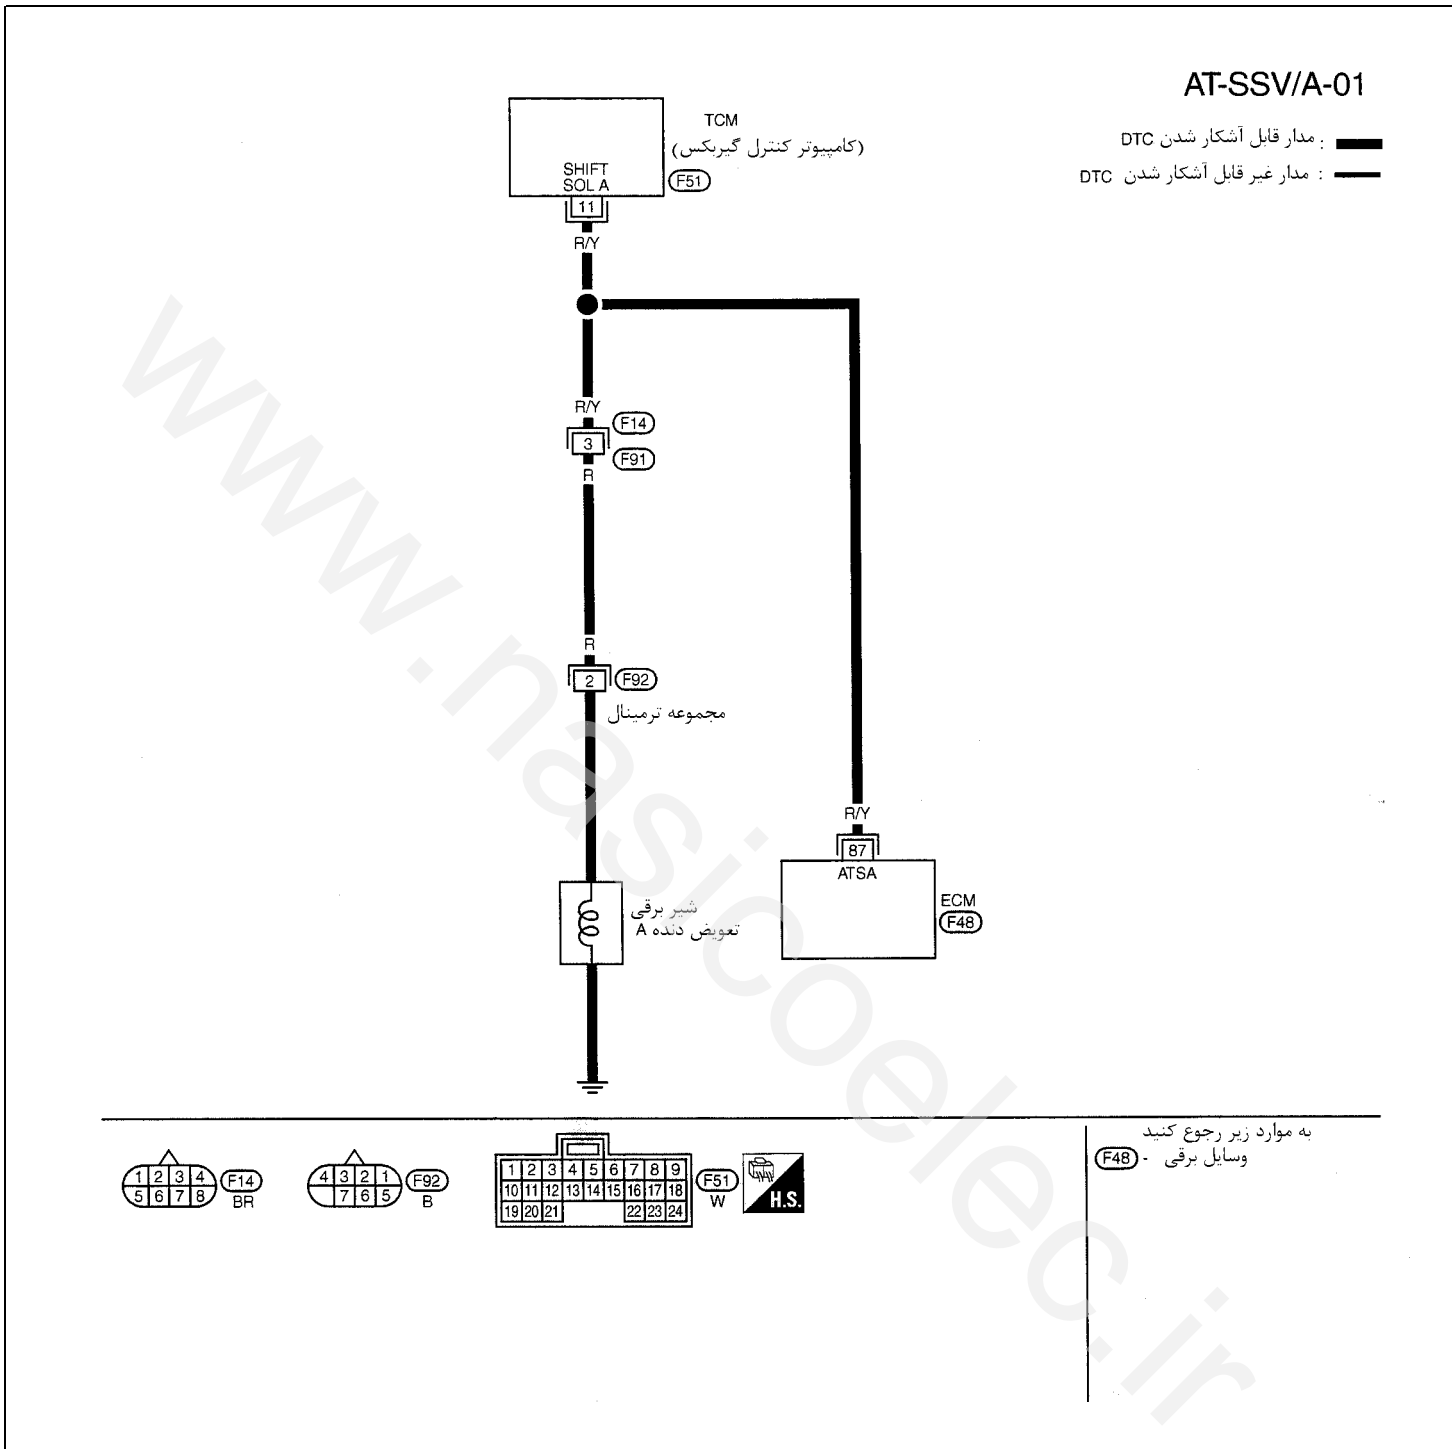 AT-SSV/A-01
مدار قابل آشکار شدن DTC :
مدار غیر قابل آشکار شدن DTC :
TCM
(کامپیوتر کنترل گیربکس)
SHIFT
SOL A
F51
11
R/Y
R/Y
F14
3
F91
R
R
2
F92
مجموعه ترمینال
R/Y
87
ATSA
ECM
F48
شیر برقی
تعویض دنده A
به موارد زیر رجوع کنید
F48 - وسایل برقی
1 2 3 4
5 6 7 8
F14
BR
4 3 2 1
7 6 5
F92
B
1 2 3 4 5 6 7 8 9
10 11 12 13 14 15 16 17 18
19 20 21 22 23 24
F51
W
H.S.
www.nasicoelec.ir